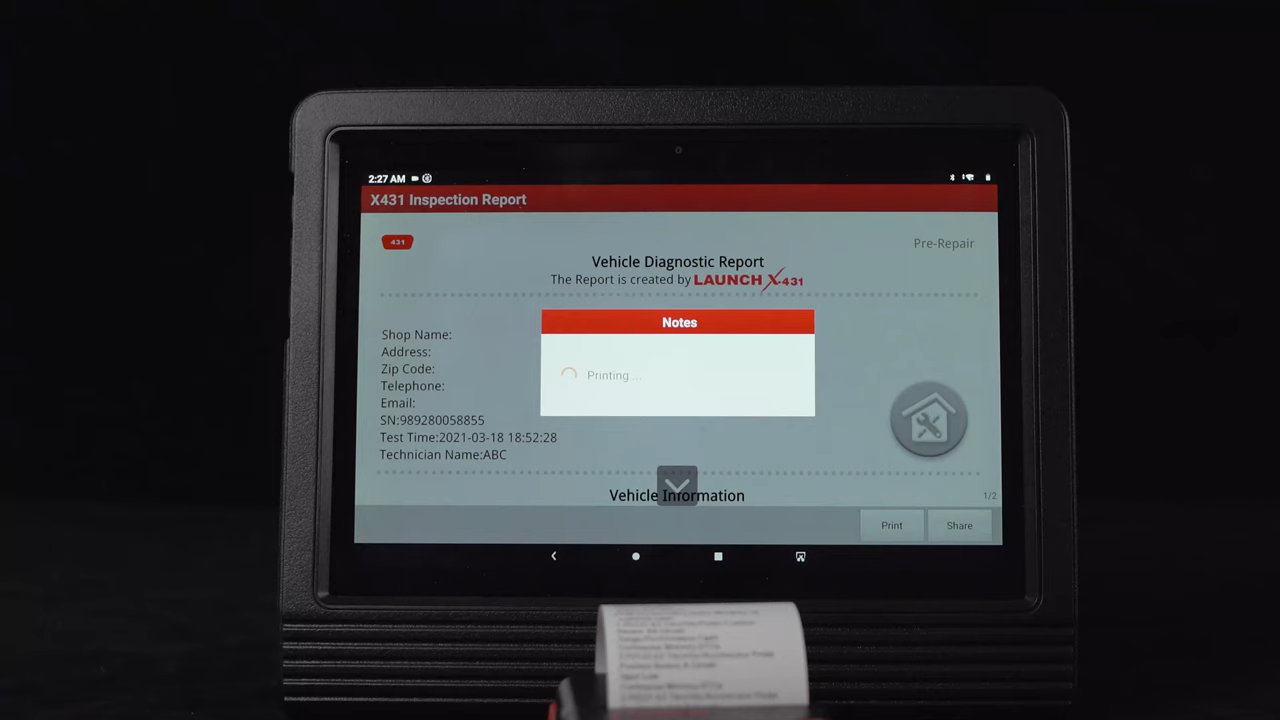 2:27 AM
X431 Inspection Report
431
Pre-Repair
Vehicle Diagnostic Report
The Report is created by LAUNCH X-431
Notes
Printing ...
Shop Name:
Address:
Zip Code:
Telephone:
Email:
SN:989280058855
Test Time:2021-03-18 18:52:28
Technician Name:ABC
Vehicle Information
1/2
Print
Share